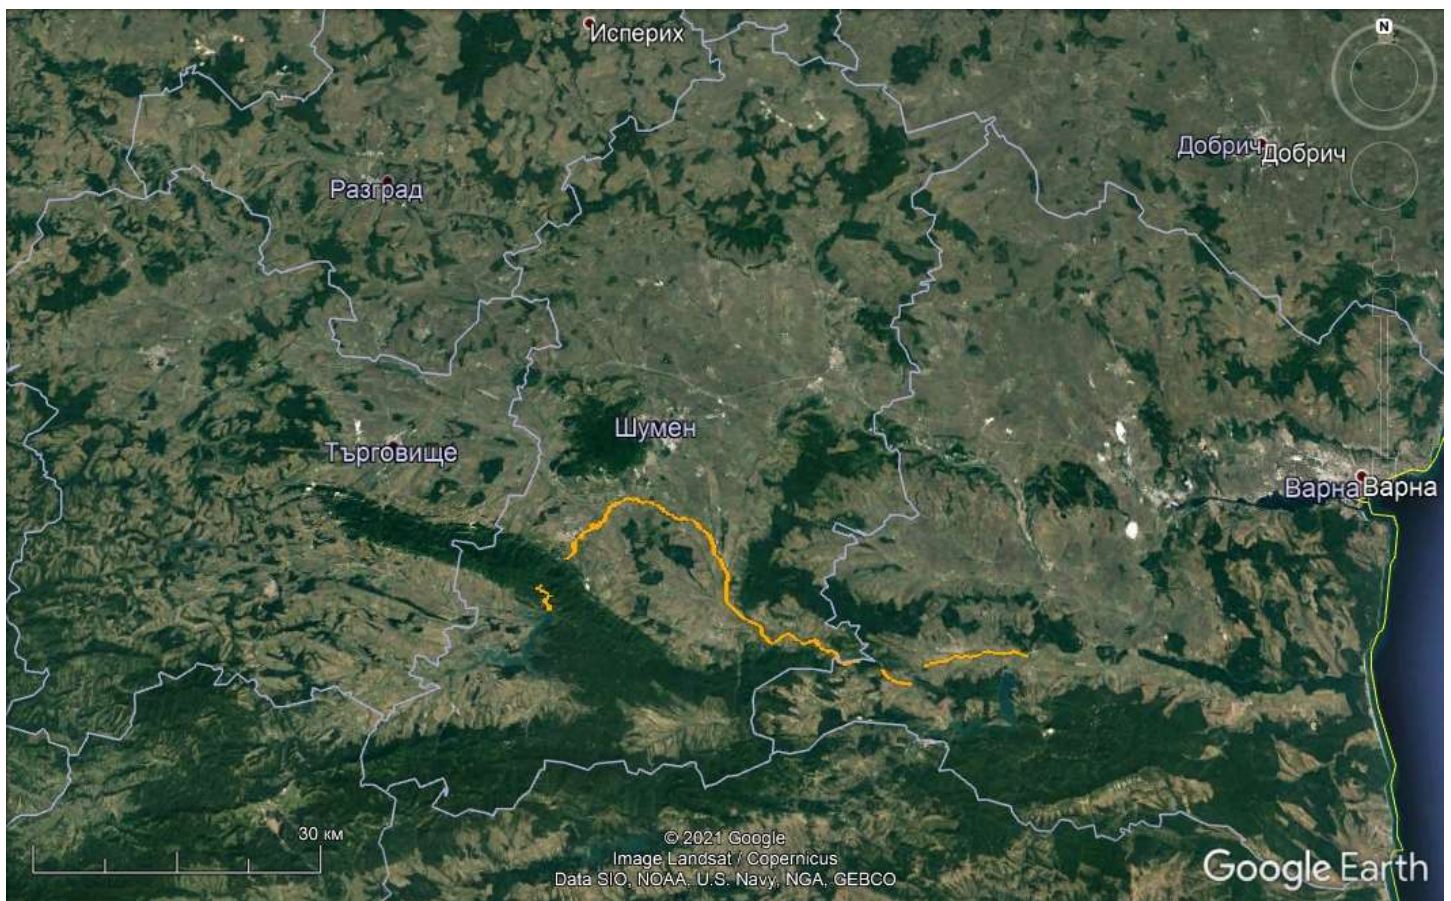 Исперих
N
Добрич
Добрич
Разград
Шумен
Търговище
Варна
Варна
30 км
© 2021 Google
Image Landsat / Copernicus
Data SIO, NOAA, U.S. Navy, NGA, GEBCO
Google Earth